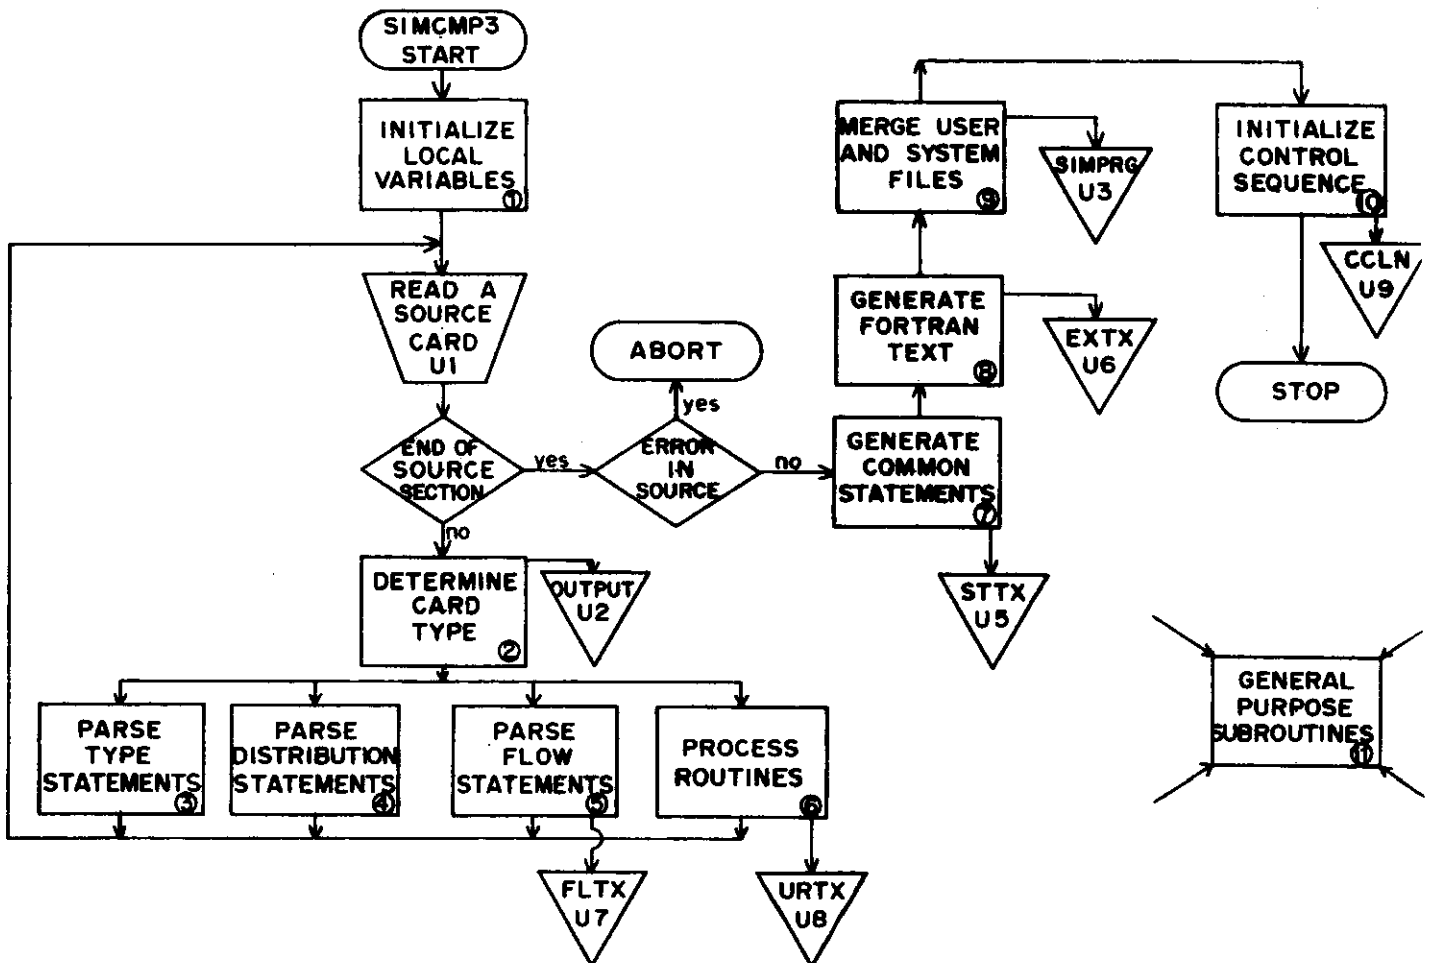 SIMCMP3
START
INITIALIZE
LOCAL
VARIABLES
①
READ A
SOURCE
CARD
U1
END OF
SOURCE
SECTION
yes
no
ERROR
IN
SOURCE
yes
no
ABORT
DETERMINE
CARD
TYPE
②
OUTPUT
U2
PARSE
TYPE
STATEMENTS
③
PARSE
DISTRIBUTION
STATEMENTS
④
PARSE
FLOW
STATEMENTS
⑤
PROCESS
ROUTINES
⑥
FLTX
U7
URTX
U8
GENERATE
COMMON
STATEMENTS
⑦
STTX
U5
GENERATE
FORTRAN
TEXT
⑧
EXTX
U6
MERGE USER
AND SYSTEM
FILES
⑨
SIMPRG
U3
INITIALIZE
CONTROL
SEQUENCE
⑩
CCLN
U9
STOP
GENERAL
PURPOSE
SUBROUTINES
⑪